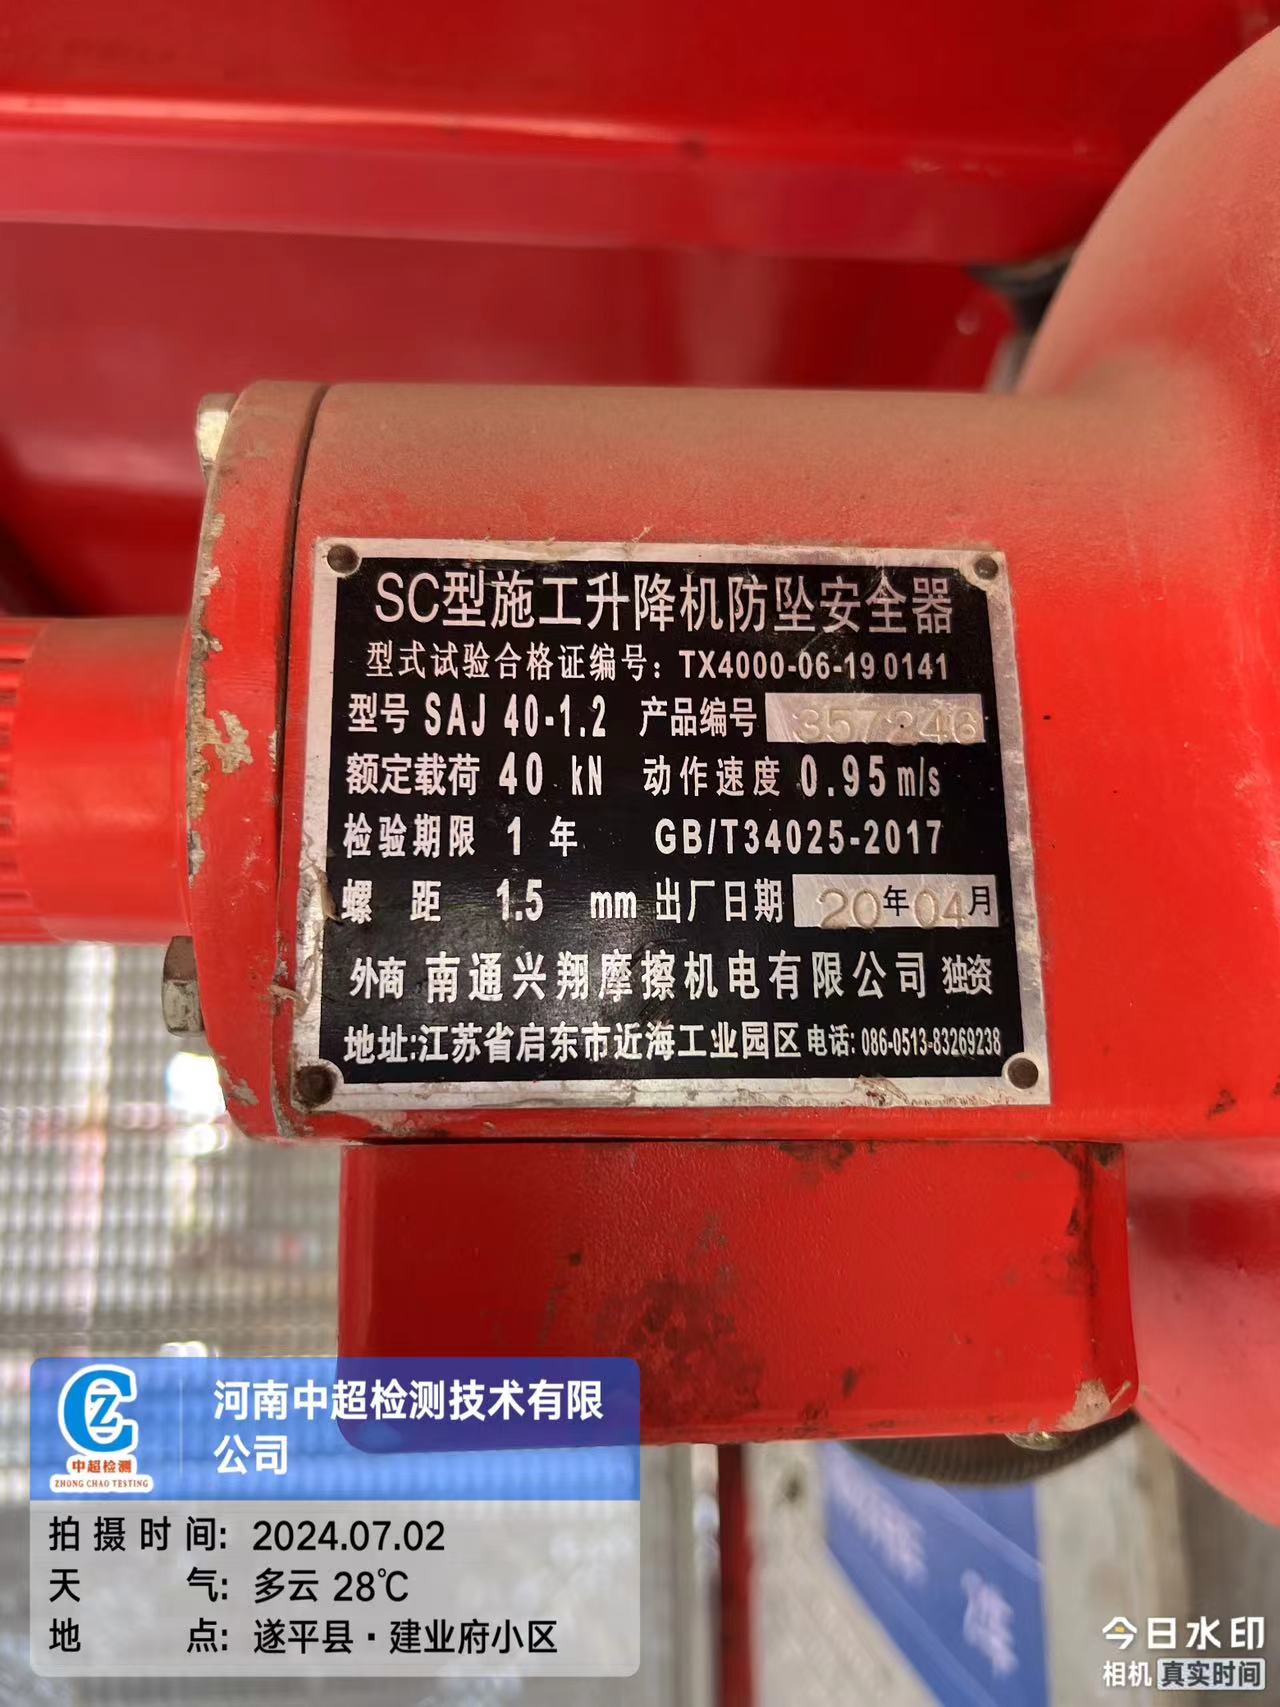 SC型施工升降机防坠安全器
型式试验合格证编号：TX4000-06-190141
型号 SAJ 40-1.2 产品编号 357246
额定载荷 40 kN 动作速度 0.95 m/s
检验期限 1 年 GB/T34025-2017
螺 距 1.5 mm 出厂日期 20年04月
外商 南通兴翔摩擦机电有限公司 独资
地址:江苏省启东市近海工业园区 电话: 086-0513-83269238
河南中超检测技术有限
公司
中超检测
ZHONG CHAO TESTING
拍摄时间: 2024.07.02
天 气: 多云 28℃
地 点: 遂平县·建业府小区
今日水印
相机 真实时间